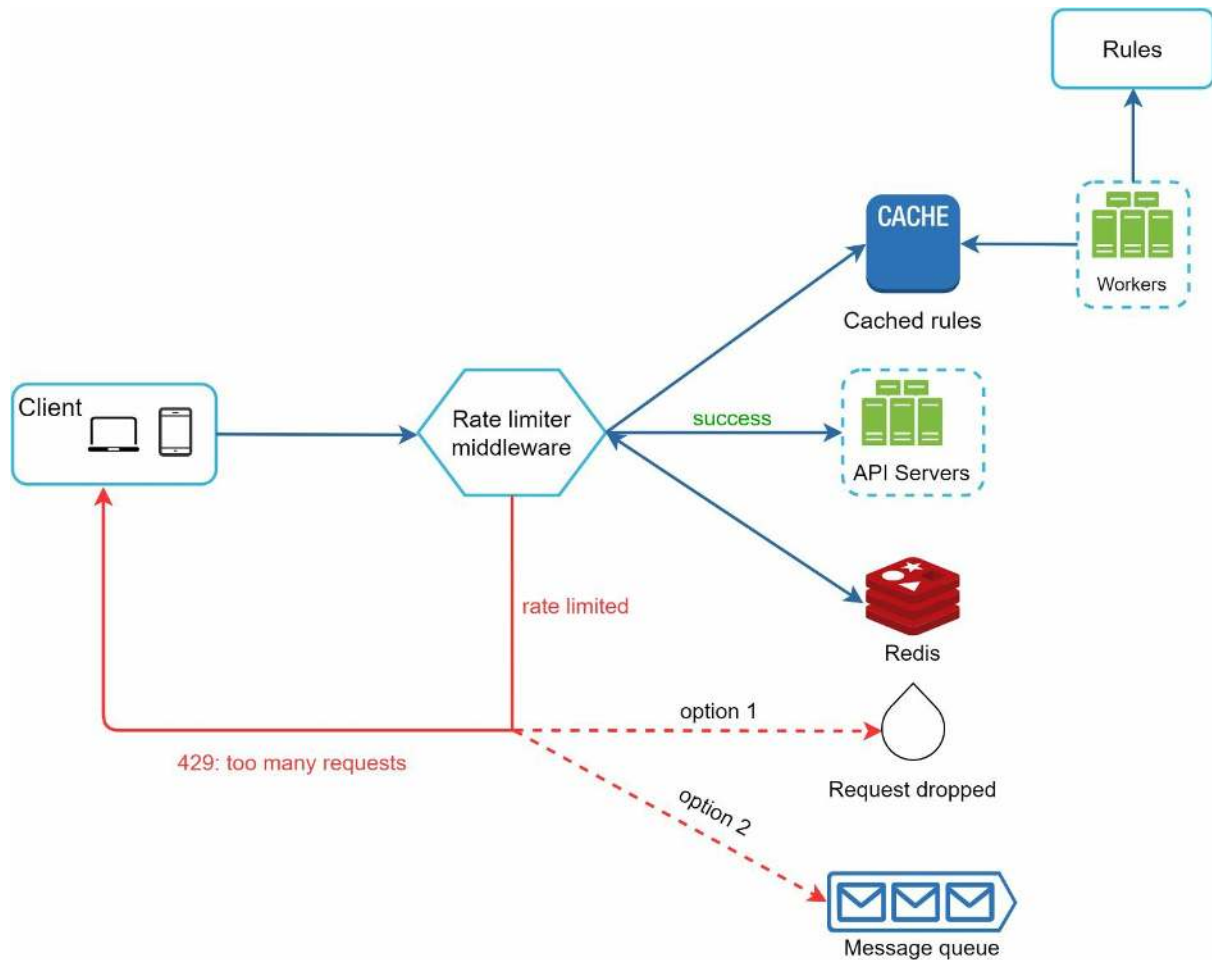 Rules
CACHE
Workers
Cached rules
Client
Rate limiter
middleware
success
API Servers
rate limited
Redis
option 1
429: too many requests
Request dropped
option 2
Message queue